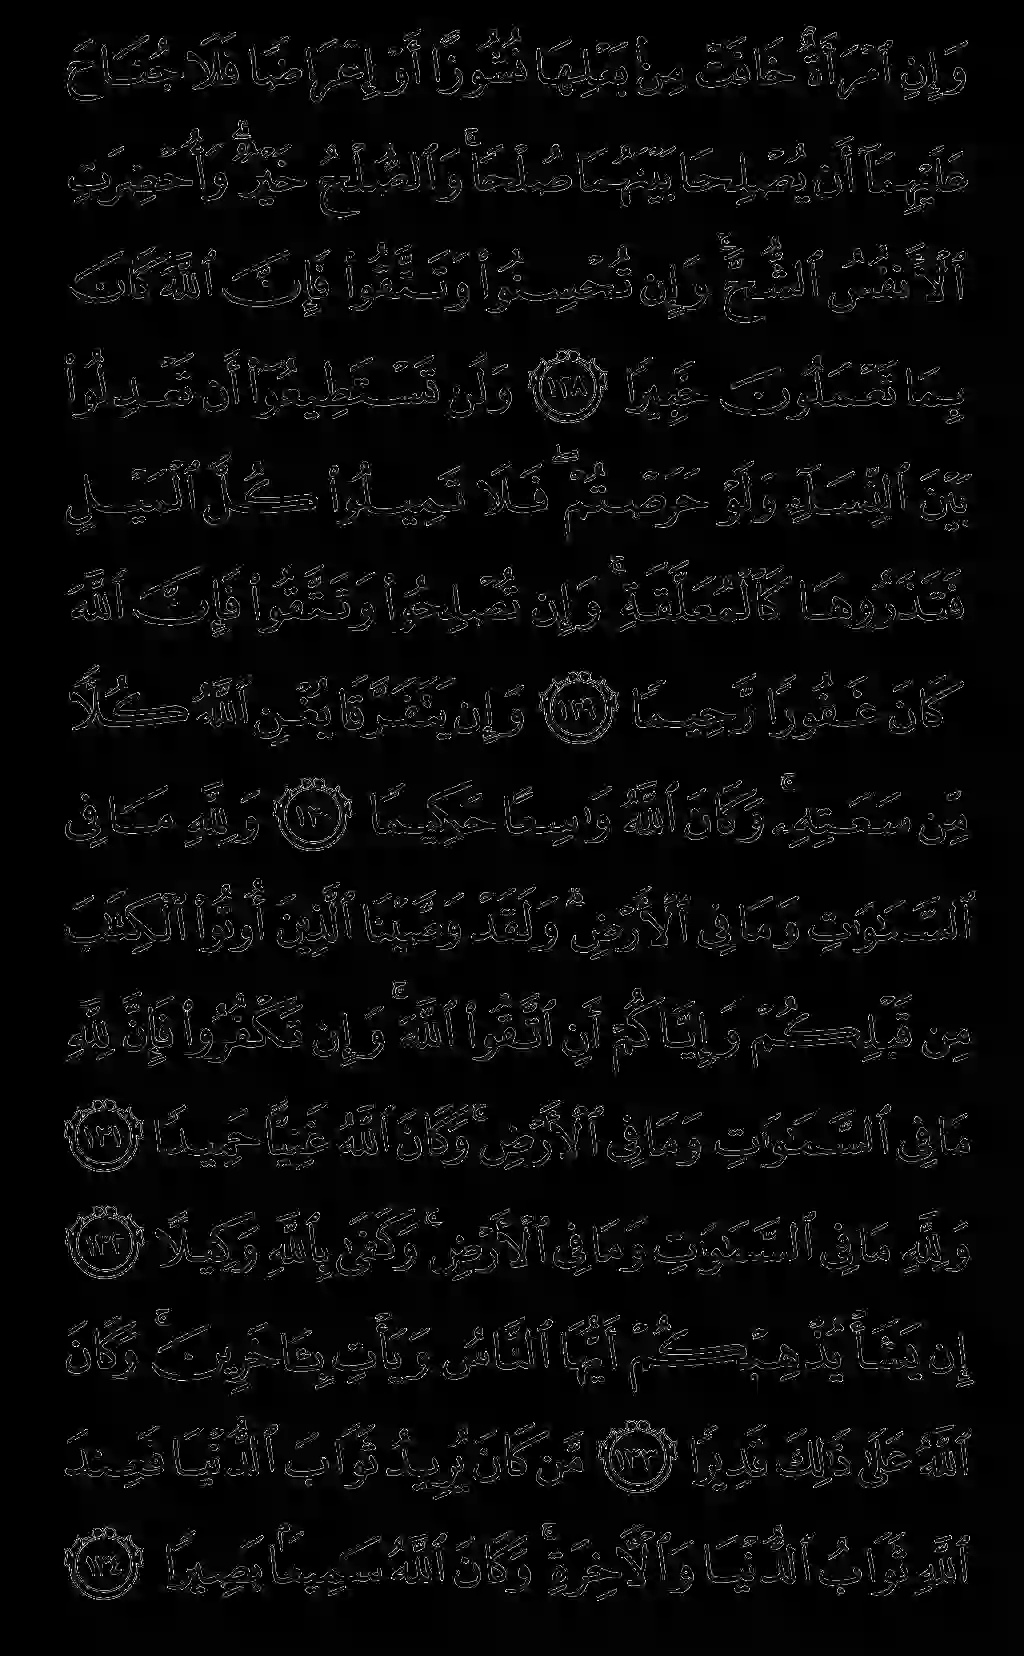 وَإِنِ ٱمۡرَأَةٌ خَافَتۡ مِنۢ بَعۡلِهَا نُشُوزًا أَوۡ إِعۡرَاضٗا فَلَا جُنَاحَ
عَلَيۡهِمَآ أَن يُصۡلِحَا بَيۡنَهُمَا صُلۡحٗاۚ وَٱلصُّلۡحُ خَيۡرٞۗ وَأُحۡضِرَتِ
ٱلۡأَنفُسُ ٱلشُّحَّۚ وَإِن تُحۡسِنُواْ وَتَتَّقُواْ فَإِنَّ ٱللَّهَ كَانَ
بِمَا تَعۡمَلُونَ خَبِيرٗا ١٢٨ وَلَن تَسۡتَطِيعُوٓاْ أَن تَعۡدِلُواْ
بَيۡنَ ٱلنِّسَآءِ وَلَوۡ حَرَصۡتُمۡۖ فَلَا تَمِيلُواْ كُلَّ ٱلۡمَيۡلِ
فَتَذَرُوهَا كَٱلۡمُعَلَّقَةِۚ وَإِن تُصۡلِحُواْ وَتَتَّقُواْ فَإِنَّ ٱللَّهَ
كَانَ غَفُورٗا رَّحِيمٗا ١٢٩ وَإِن يَتَفَرَّقَا يُغۡنِ ٱللَّهُ كُلّٗا
مِّن سَعَتِهِۦۚ وَكَانَ ٱللَّهُ وَٰسِعًا حَكِيمٗا ١٣٠ وَلِلَّهِ مَا فِي
ٱلسَّمَٰوَٰتِ وَمَا فِي ٱلۡأَرۡضِۗ وَلَقَدۡ وَصَّيۡنَا ٱلَّذِينَ أُوتُواْ ٱلۡكِتَٰبَ
مِن قَبۡلِكُمۡ وَإِيَّاكُمۡ أَنِ ٱتَّقُواْ ٱللَّهَۚ وَإِن تَكۡفُرُواْ فَإِنَّ لِلَّهِ
مَا فِي ٱلسَّمَٰوَٰتِ وَمَا فِي ٱلۡأَرۡضِۚ وَكَانَ ٱللَّهُ غَنِيًّا حَمِيدٗا ١٣١
وَلِلَّهِ مَا فِي ٱلسَّمَٰوَٰتِ وَمَا فِي ٱلۡأَرۡضِۚ وَكَفَىٰ بِٱللَّهِ وَكِيلًا ١٣٢
إِن يَشَأۡ يُذۡهِبۡكُمۡ أَيُّهَا ٱلنَّاسُ وَيَأۡتِ بِـَٔاخَرِينَۚ وَكَانَ
ٱللَّهُ عَلَىٰ ذَٰلِكَ قَدِيرٗا ١٣٣ مَّن كَانَ يُرِيدُ ثَوَابَ ٱلدُّنۡيَا فَعِندَ
ٱللَّهِ ثَوَابُ ٱلدُّنۡيَا وَٱلۡأٓخِرَةِۚ وَكَانَ ٱللَّهُ سَمِيعَۢا بَصِيرٗا ١٣٤